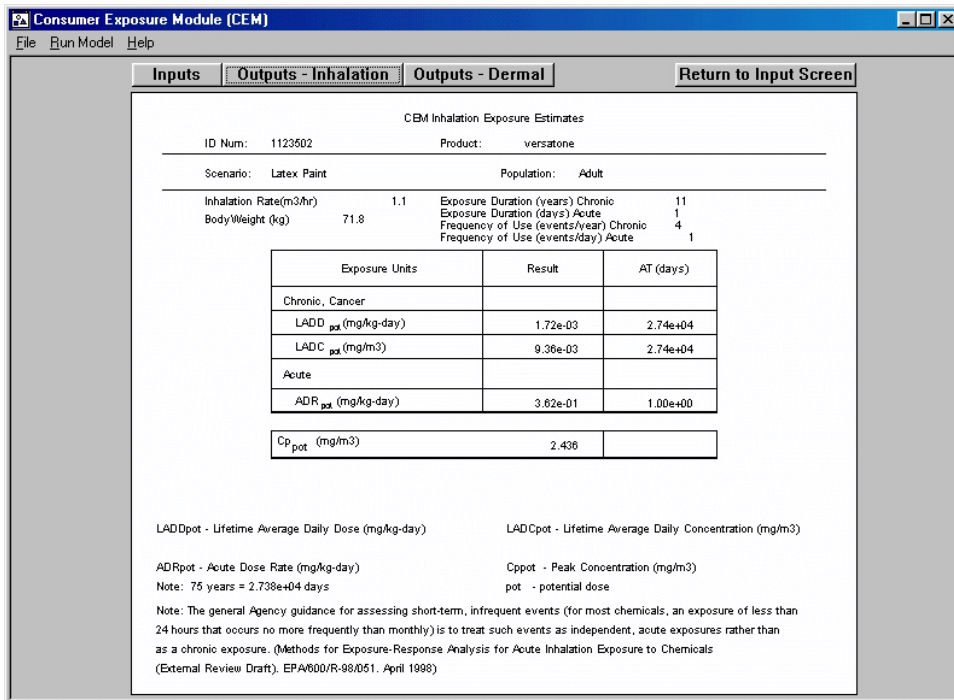 Consumer Exposure Module (CEM)
File Run Model Help
Inputs Outputs - Inhalation Outputs - Dermal Return to Input Screen
CEM Inhalation Exposure Estimates
ID Num: 1123502 Product: versatone
Scenario: Latex Paint Population: Adult
Inhalation Rate(m3/hr) 1.1 Exposure Duration (years) Chronic 11
Exposure Duration (days) Acute 1
Body Weight (kg) 71.8 Frequency of Use (events/year) Chronic 4
Frequency of Use (events/day) Acute 1
Exposure Units Result AT (days)
Chronic, Cancer
LADD pot (mg/kg-day) 1.72e-03 2.74e+04
LADC pot (mg/m3) 9.36e-03 2.74e+04
Acute
ADR pot (mg/kg-day) 3.62e-01 1.00e+00
Cp pot (mg/m3) 2.436
LADDpot - Lifetime Average Daily Dose (mg/kg-day) LADCpot - Lifetime Average Daily Concentration (mg/m3)
ADRpot - Acute Dose Rate (mg/kg-day) Cppot - Peak Concentration (mg/m3)
Note: 75 years = 2.738e+04 days pot - potential dose
Note: The general Agency guidance for assessing short-term, infrequent events (for most chemicals, an exposure of less than
24 hours that occurs no more frequently than monthly) is to treat such events as independent, acute exposures rather than
as a chronic exposure. (Methods for Exposure-Response Analysis for Acute Inhalation Exposure to Chemicals
(External Review Draft). EPA/600/R-98/051. April 1998)